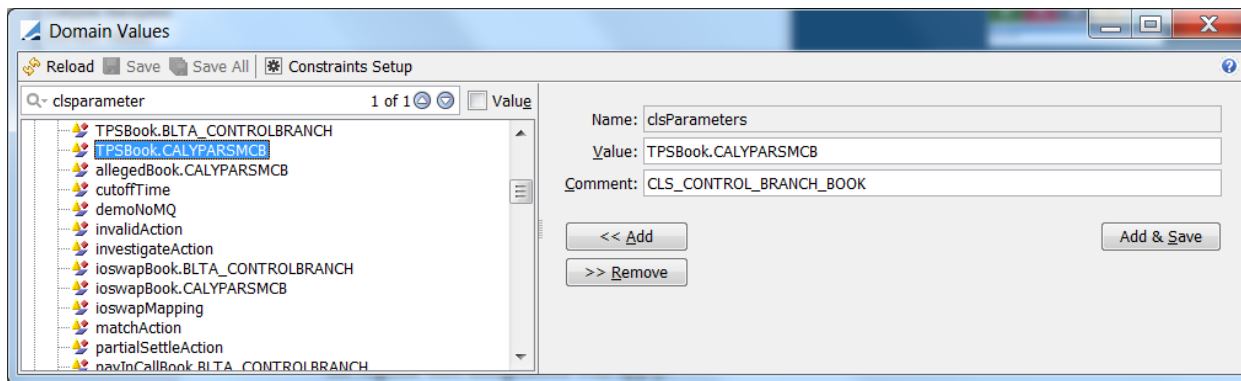 Domain Values
Reload Save Save All Constraints Setup
clsparameter 1 of 1 Value
TPSBook.BLTA_CONTROLBRANCH
TPSBook.CALYPARSMCB
allegedBook.CALYPARSMCB
cutoffTime
demoNoMQ
invalidAction
investigateAction
ioswapBook.BLTA_CONTROLBRANCH
ioswapBook.CALYPARSMCB
ioswapMapping
matchAction
partialSettleAction
payInCallBook.BLTA_CONTROLBRANCH
Name: clsParameters
Value: TPSBook.CALYPARSMCB
Comment: CLS_CONTROL_BRANCH_BOOK
<< Add Add & Save
>> Remove